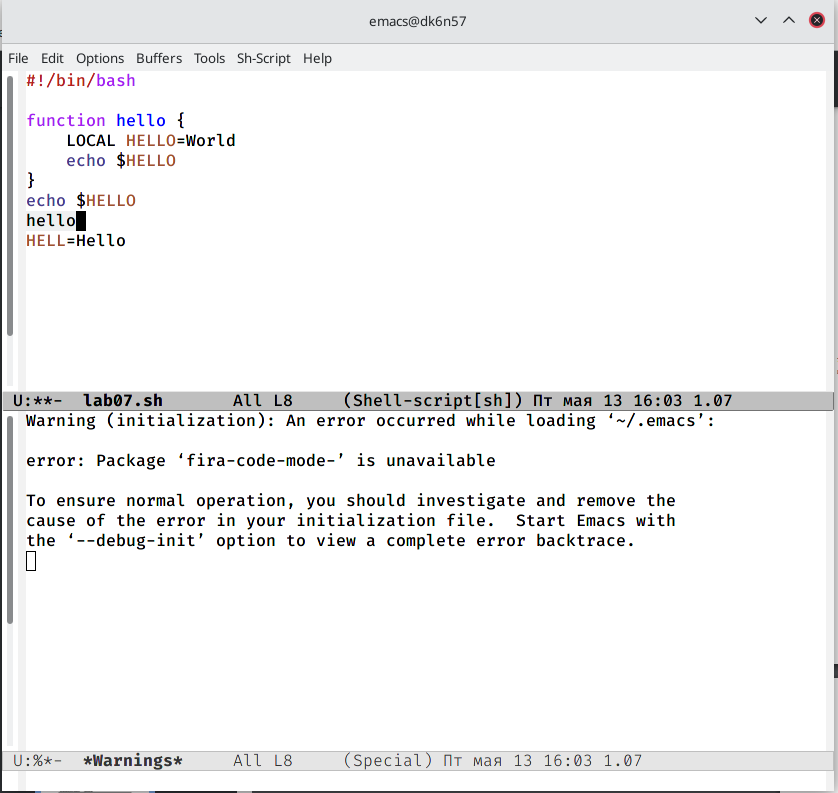 emacs@dk6n57
File Edit Options Buffers Tools Sh-Script Help
#!/bin/bash
function hello {
    LOCAL HELLO=World
    echo $HELLO
}
echo $HELLO
hello
HELL=Hello
U:**-  lab07.sh       All L8     (Shell-script[sh]) Пт мая 13 16:03 1.07
Warning (initialization): An error occurred while loading ‘~/.emacs’:
error: Package ‘fira-code-mode-’ is unavailable
To ensure normal operation, you should investigate and remove the
cause of the error in your initialization file.  Start Emacs with
the ‘--debug-init’ option to view a complete error backtrace.
U:%*-  *Warnings*     All L8     (Special) Пт мая 13 16:03 1.07